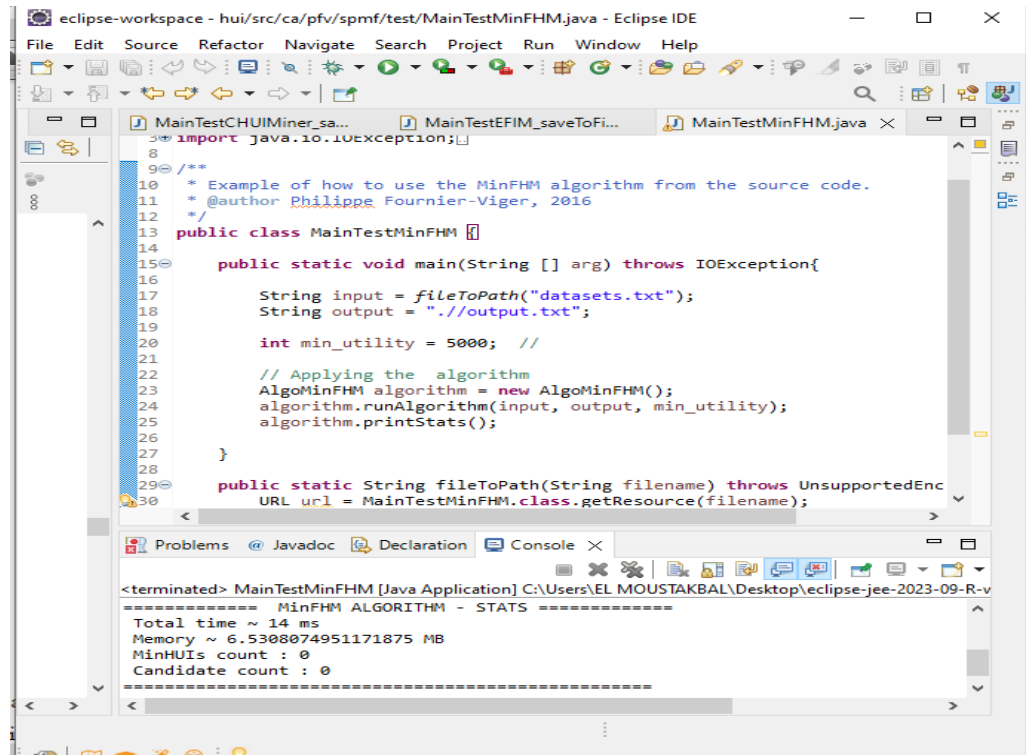 eclipse-workspace - hui/src/ca/pfv/spmf/test/MainTestMinFHM.java - Eclipse IDE
File Edit Source Refactor Navigate Search Project Run Window Help
MainTestCHUIMiner_sa... MainTestEFIM_saveToFi... MainTestMinFHM.java
3 import java.io.IOException;
8
9 /**
10 * Example of how to use the MinFHM algorithm from the source code.
11 * @author Philippe Fournier-Viger, 2016
12 */
13 public class MainTestMinFHM {
14
15 public static void main(String [] arg) throws IOException{
16
17 String input = fileToPath("datasets.txt");
18 String output = ".//output.txt";
19
20 int min_utility = 5000; //
21
22 // Applying the algorithm
23 AlgoMinFHM algorithm = new AlgoMinFHM();
24 algorithm.runAlgorithm(input, output, min_utility);
25 algorithm.printStats();
26
27 }
28
29 public static String fileToPath(String filename) throws UnsupportedEnc
30 URL url = MainTestMinFHM.class.getResource(filename);
Problems @ Javadoc Declaration Console
<terminated> MainTestMinFHM [Java Application] C:\Users\EL MOUSTAKBAL\Desktop\eclipse-jee-2023-09-R-v
============= MinFHM ALGORITHM - STATS =============
Total time ~ 14 ms
Memory ~ 6.5308074951171875 MB
MinHUIs count : 0
Candidate count : 0
===================================================